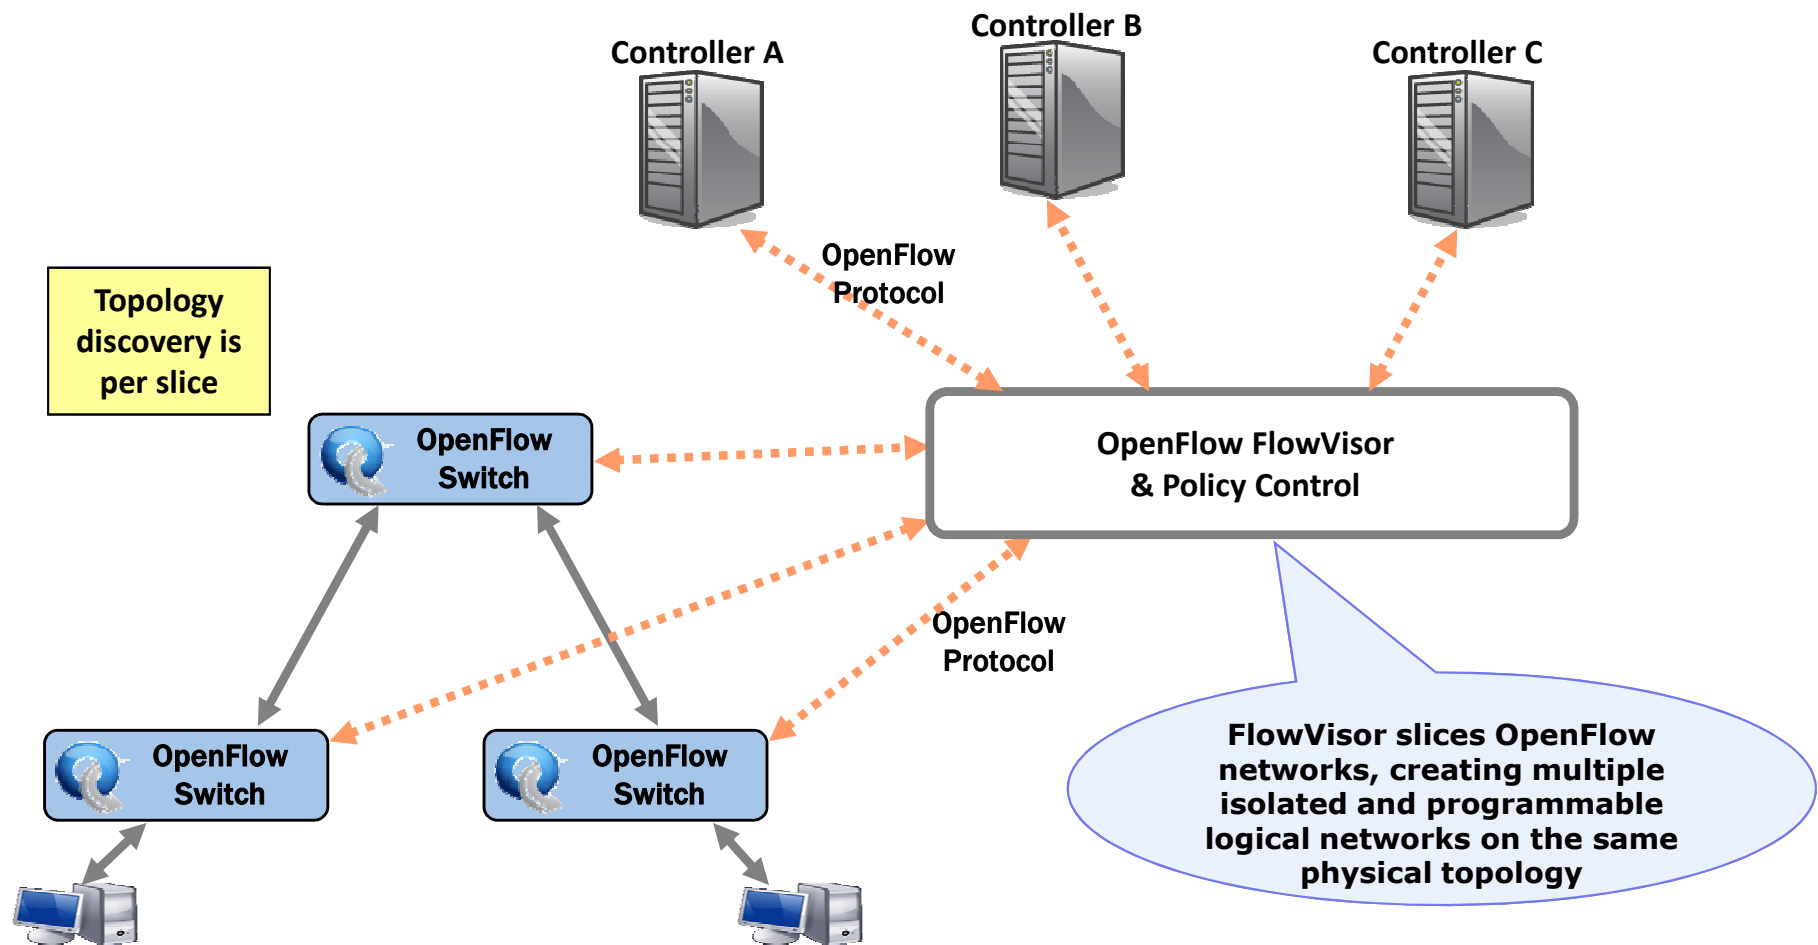 Controller A
Controller B
Controller C
OpenFlow
Protocol
Topology
discovery is
per slice
OpenFlow
Switch
OpenFlow FlowVisor
& Policy Control
OpenFlow
Protocol
OpenFlow
Switch
OpenFlow
Switch
FlowVisor slices OpenFlow
networks, creating multiple
isolated and programmable
logical networks on the same
physical topology